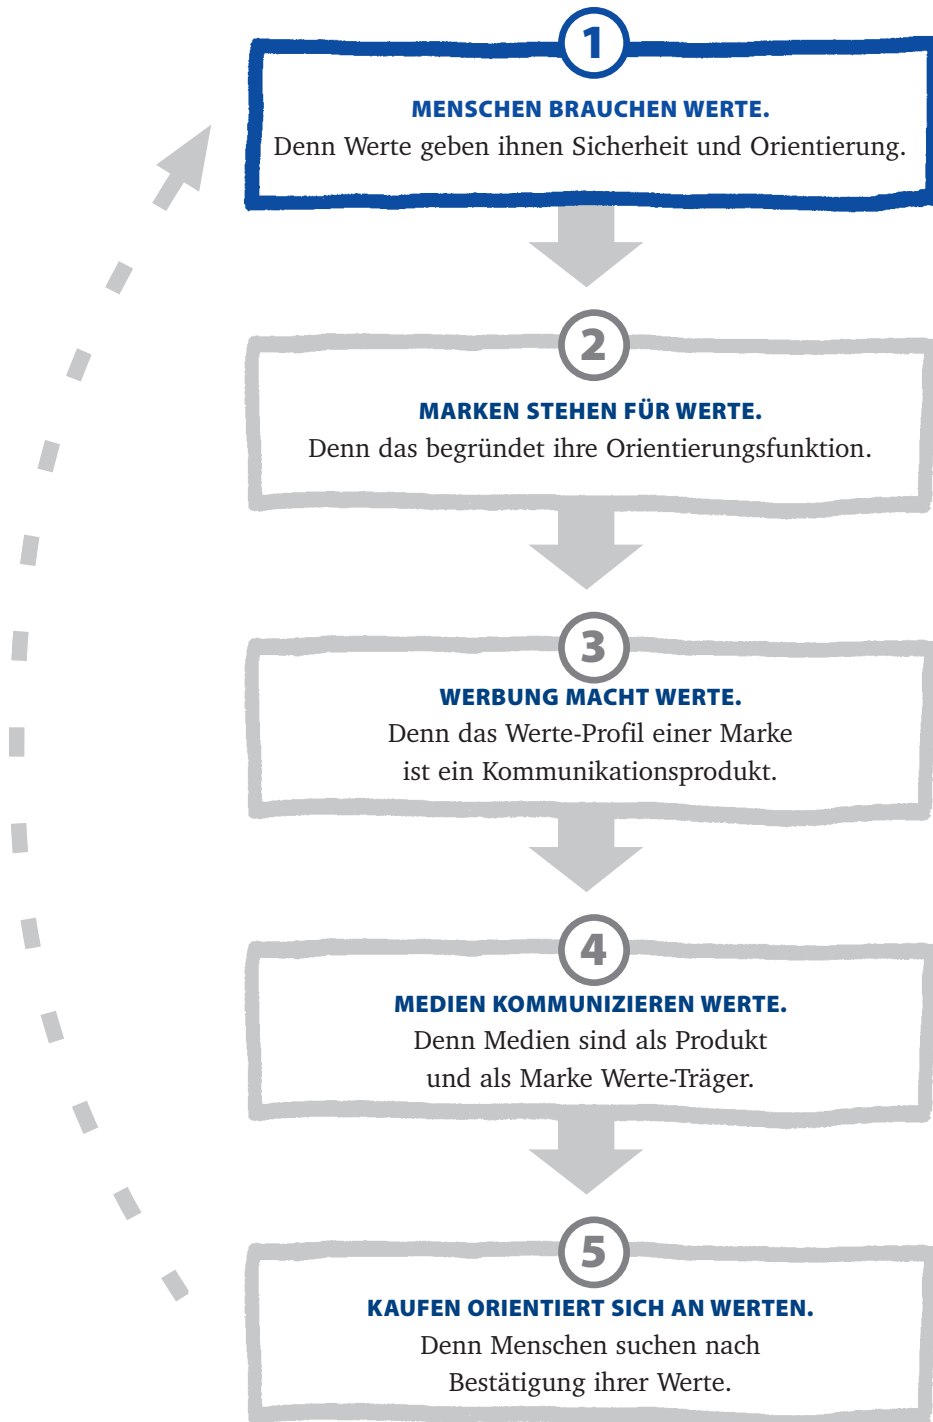 1
MENSCHEN BRAUCHEN WERTE.
Denn Werte geben ihnen Sicherheit und Orientierung.
2
MARKEN STEHEN FÜR WERTE.
Denn das begründet ihre Orientierungsfunktion.
3
WERBUNG MACHT WERTE.
Denn das Werte-Profil einer Marke
ist ein Kommunikationsprodukt.
4
MEDIEN KOMMUNIZIEREN WERTE.
Denn Medien sind als Produkt
und als Marke Werte-Träger.
5
KAUFEN ORIENTIERT SICH AN WERTEN.
Denn Menschen suchen nach
Bestätigung ihrer Werte.